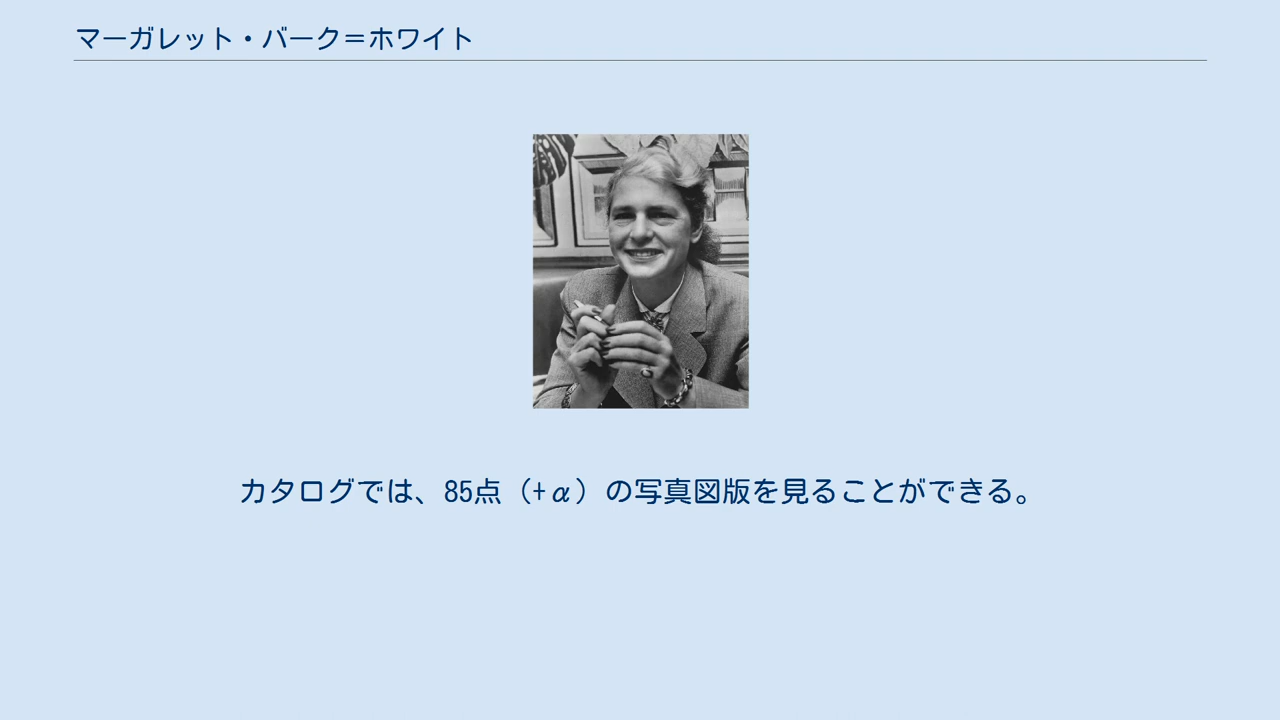 マーガレット・バーク＝ホワイト
カタログでは、85点（+α）の写真図版を見ることができる。